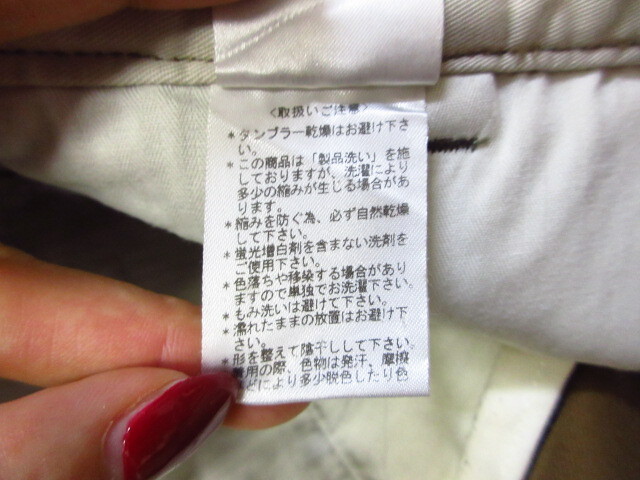 〈取扱いご注意〉
＊タンブラー乾燥はお避け下さ
い。
＊この商品は「製品洗い」を施
しておりますが、洗濯により
多少の縮みが生じる場合があ
ります。
＊縮みを防ぐ為、必ず自然乾燥
して下さい。
＊蛍光増白剤を含まない洗剤を
ご使用下さい。
＊色落ちや移染する場合があり
ますので単独でお洗濯下さい。
＊もみ洗いは避けて下さい。
＊濡れたままの放置はお避け下
さい。
＊形を整えて陰干しして下さい。
着用の際、色物は発汗、摩擦
などにより多少脱色したり色